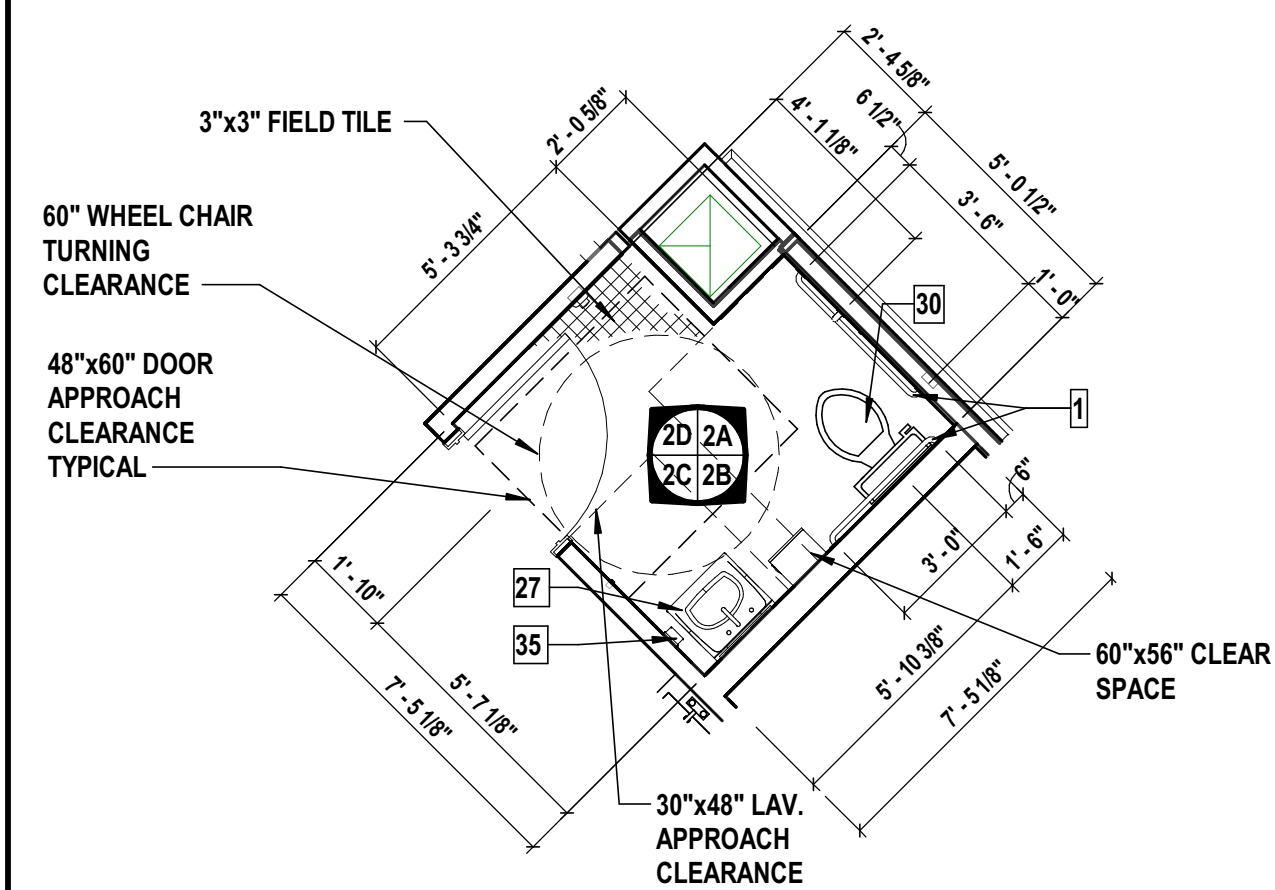 2' - 4 5/8"
6 1/2"
4' - 1 1/8"
2' - 0 5/8"
5' - 0 1/2"
3' - 6"
1' - 0"
5' - 3 3/4"
3"x3" FIELD TILE
60" WHEEL CHAIR
TURNING
CLEARANCE
48"x60" DOOR
APPROACH
CLEARANCE
TYPICAL
30
1
2D
2A
2C
2B
27
35
6"
1' - 6"
3' - 0"
5' - 10 3/8"
7' - 5 1/8"
60"x56" CLEAR
SPACE
1' - 10"
5' - 7 1/8"
7' - 5 1/8"
30"x48" LAV.
APPROACH
CLEARANCE